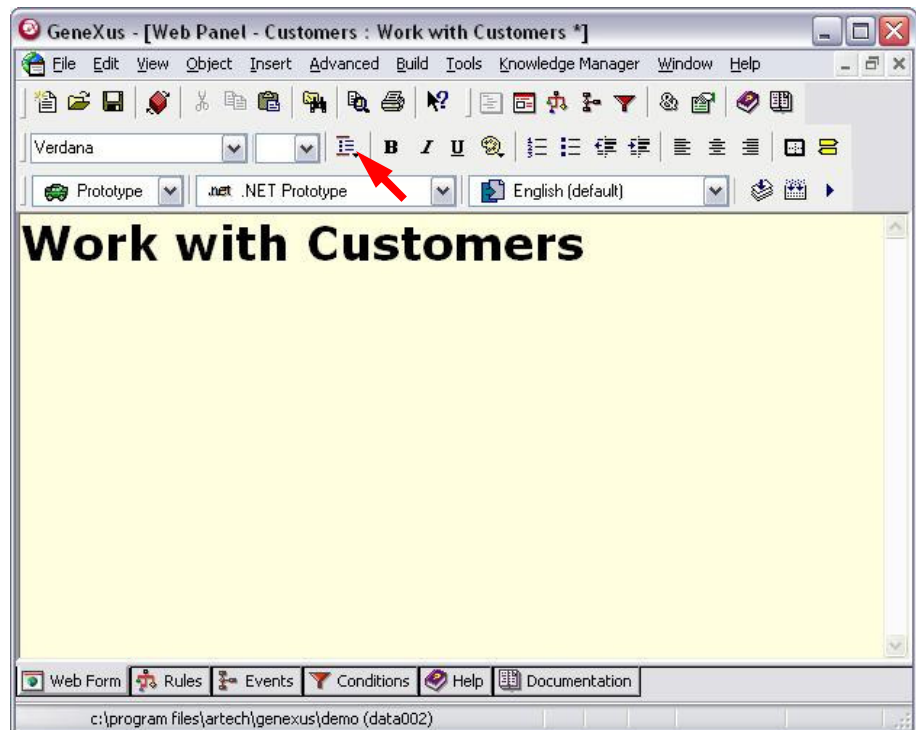 GeneXus - [Web Panel - Customers : Work with Customers *]
File Edit View Object Insert Advanced Build Tools Knowledge Manager Window Help
Verdana B I U
Prototype .net .NET Prototype English (default)
Work with Customers
Web Form Rules Events Conditions Help Documentation
c:\program files\artech\genexus\demo (data002)